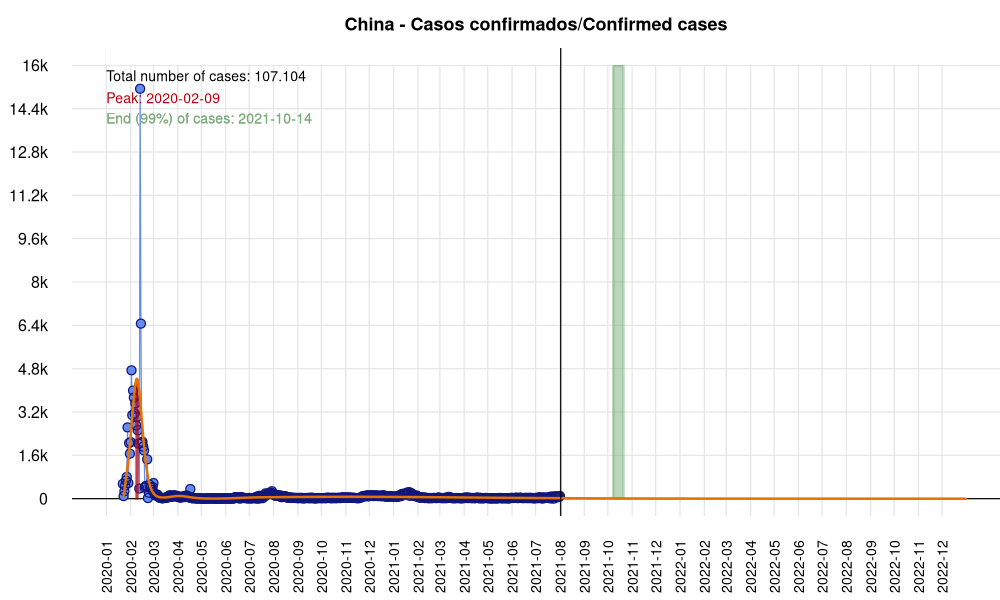 China - Casos confirmados/Confirmed cases
16k
Total number of cases: 107.104
Peak: 2020-02-09
14.4k
End (99%) of cases: 2021-10-14
12.8k
11.2k
9.6k
8k
6.4k
4.8k
3.2k
1.6k
0
2020-01
2020-02
2020-03
2020-04
2020-05
2020-06
2020-07
2020-08
2020-09
2020-10
2020-11
2020-12
2021-01
2021-02
2021-03
2021-04
2021-05
2021-06
2021-07
2021-08
2021-09
2021-10
2021-11
2021-12
2022-01
2022-02
2022-03
2022-04
2022-05
2022-06
2022-07
2022-08
2022-09
2022-10
2022-11
2022-12